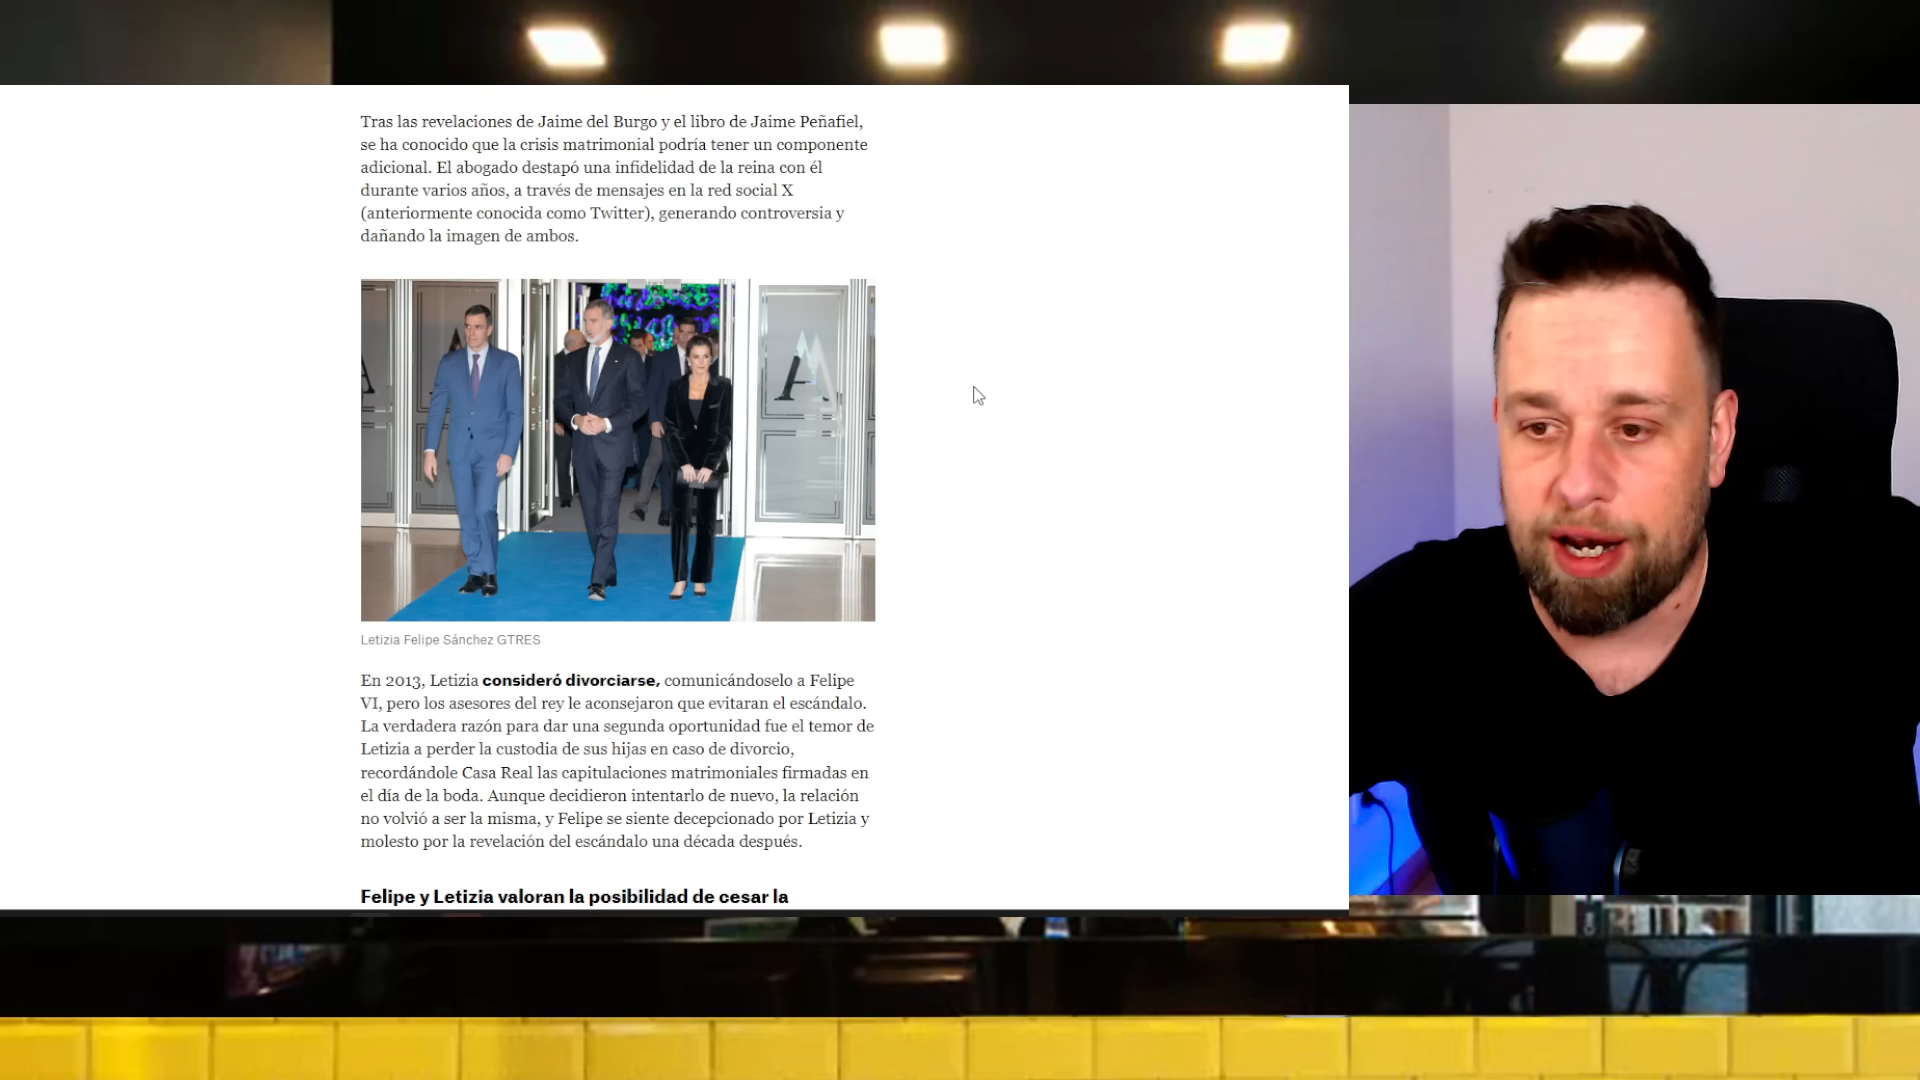 Tras las revelaciones de Jaime del Burgo y el libro de Jaime Peñafiel,
se ha conocido que la crisis matrimonial podría tener un componente
adicional. El abogado destapó una infidelidad de la reina con él
durante varios años, a través de mensajes en la red social X
(anteriormente conocida como Twitter), generando controversia y
dañando la imagen de ambos.
Letizia Felipe Sánchez GTRES
En 2013, Letizia consideró divorciarse, comunicándoselo a Felipe
VI, pero los asesores del rey le aconsejaron que evitaran el escándalo.
La verdadera razón para dar una segunda oportunidad fue el temor de
Letizia a perder la custodia de sus hijas en caso de divorcio,
recordándole Casa Real las capitulaciones matrimoniales firmadas en
el día de la boda. Aunque decidieron intentarlo de nuevo, la relación
no volvió a ser la misma, y Felipe se siente decepcionado por Letizia y
molesto por la revelación del escándalo una década después.
Felipe y Letizia valoran la posibilidad de cesar la